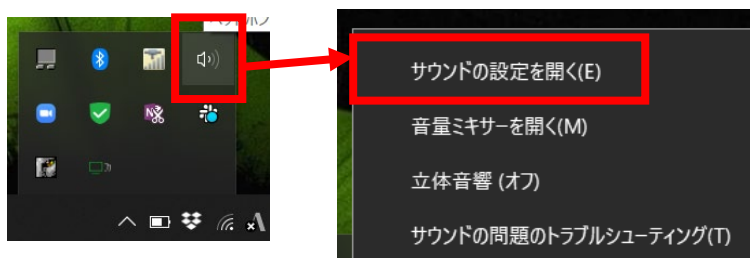 サウンドの設定を開く(E)
音量ミキサーを開く(M)
立体音響 (オフ)
サウンドの問題のトラブルシューティング(T)